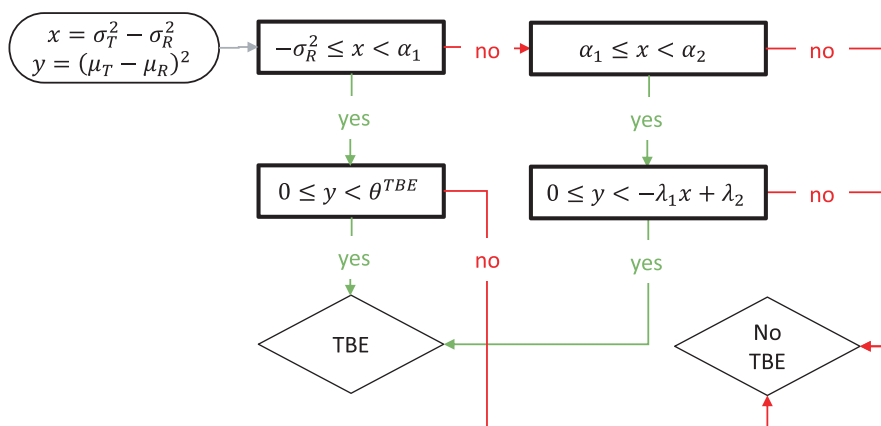 x = σ_T^2 − σ_R^2
y = (μ_T − μ_R)^2
−σ_R^2 ≤ x < α_1
no
α_1 ≤ x < α_2
no
yes
yes
0 ≤ y < θ^{TBE}
0 ≤ y < −λ_1x + λ_2
no
yes
no
yes
TBE
No
TBE